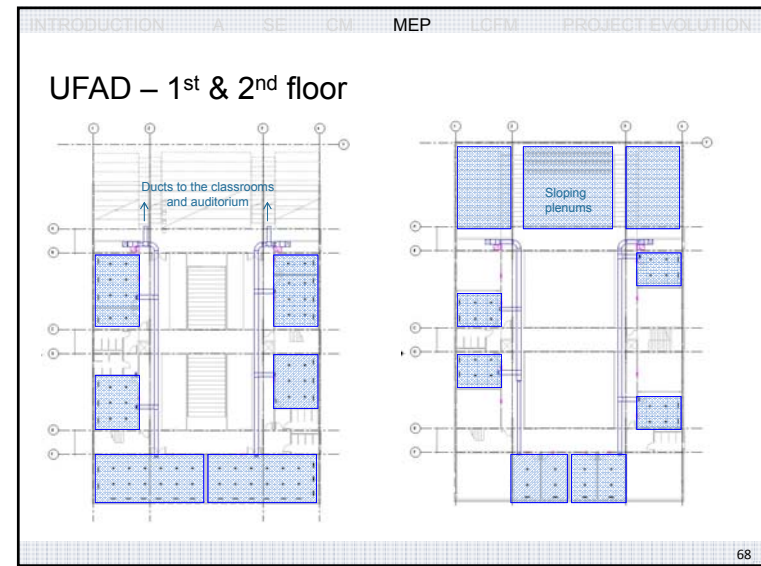 INTRODUCTION A SE CM MEP LCFM PROJECT EVOLUTION
UFAD – 1st & 2nd floor
Ducts to the classrooms
and auditorium
Sloping
plenums
68